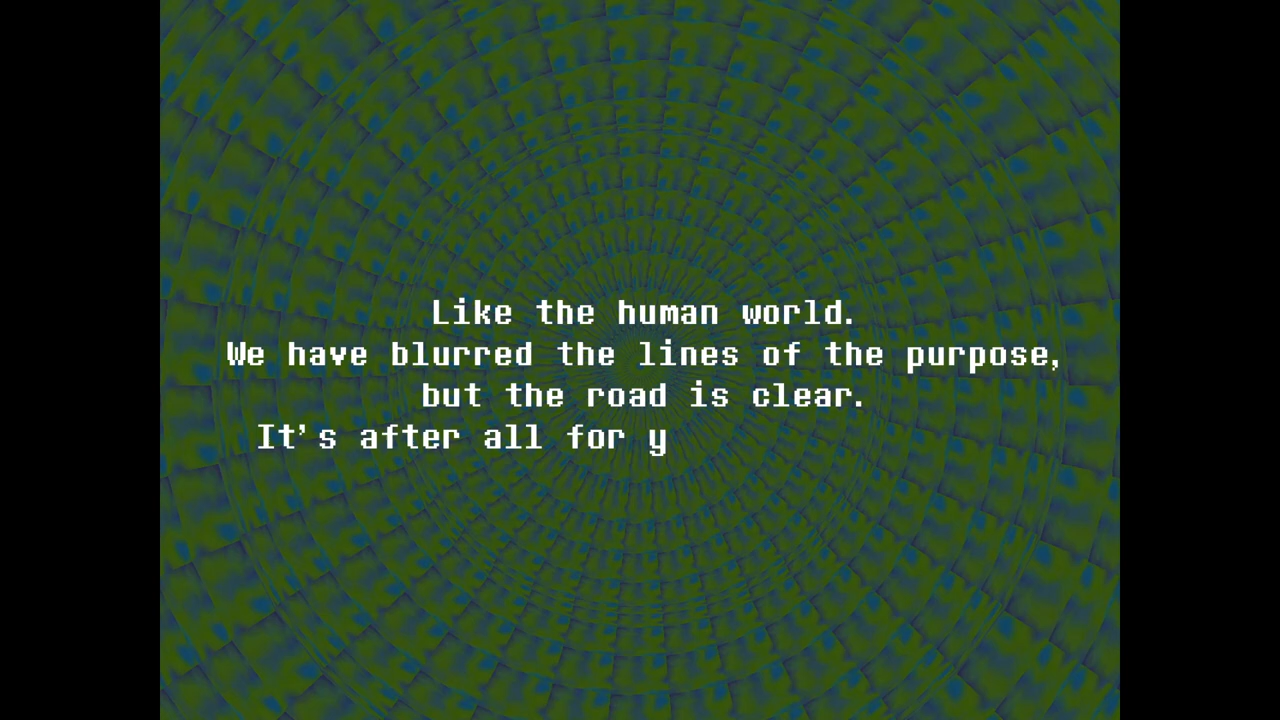 Like the human world.
We have blurred the lines of the purpose,
but the road is clear.
It's after all for y